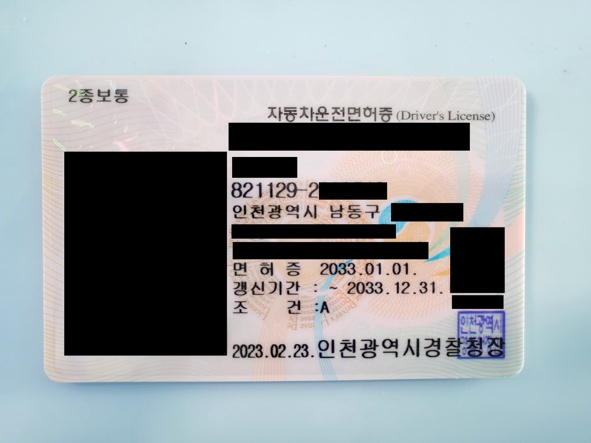 2종보통
자동차운전면허증 (Driver's License)
821129-2
인천광역시 남동구
면 허 증 2033.01.01.
갱신기간 : ~ 2033.12.31.
조 건 :A
2023.02.23. 인천광역시경찰청장
인천광역시